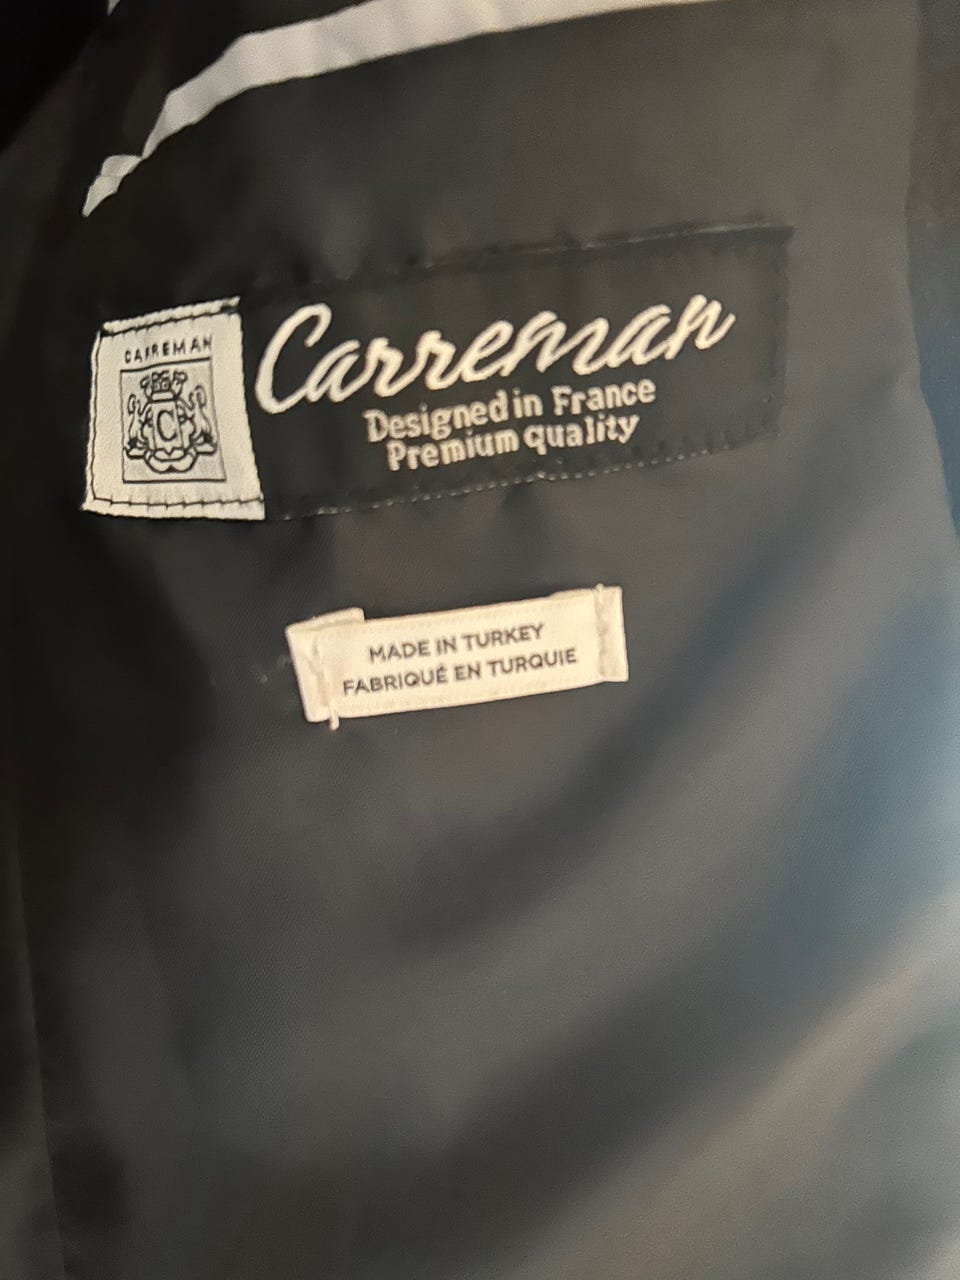 CARREMAN
C
Carreman
Designed in France
Premium quality
MADE IN TURKEY
FABRIQUÉ EN TURQUIE